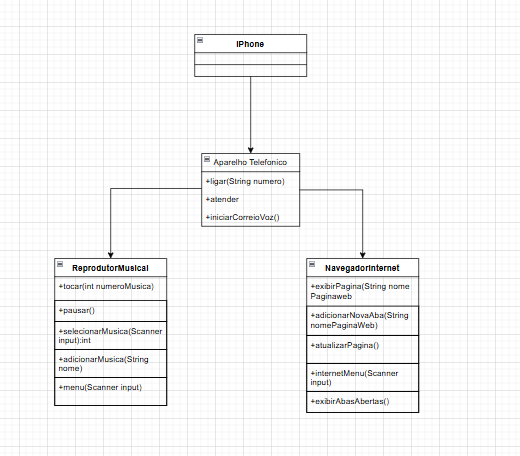 IPhone
Aparelho Telefonico
+ligar(String numero)
+atender
+iniciarCorreioVoz()
ReprodutorMusical
+tocar(int numeroMusica)
+pausar()
+selecionarMusica(Scanner
input):int
+adicionarMusica(String
nome)
+menu(Scanner input)
NavegadorInternet
+exibirPagina(String nome
Paginaweb
+adicionarNovaAba(String
nomePaginaWeb)
+atualizarPagina()
+internetMenu(Scanner
input)
+exibirAbasAbertas()